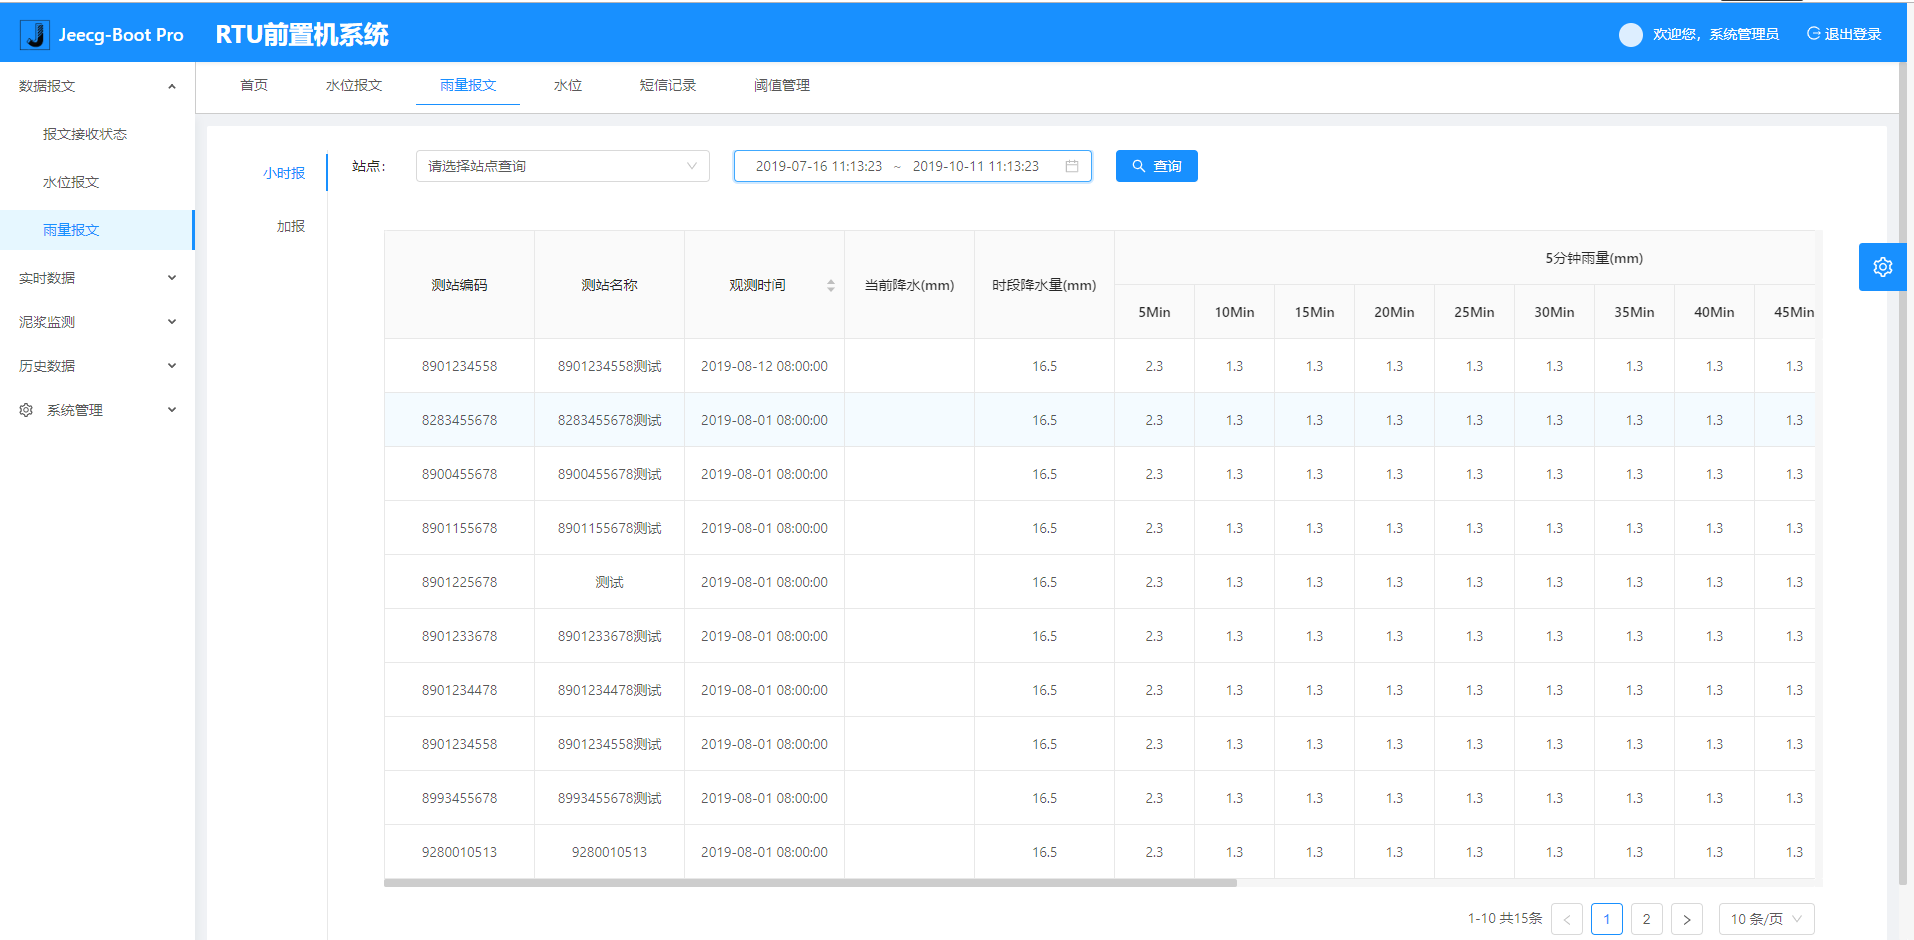 Jeecg-Boot Pro RTU前置机系统 欢迎您，系统管理员 退出登录
数据报文 首页 水位报文 雨量报文 水位 短信记录 阈值管理
报文接收状态
水位报文
雨量报文
实时数据
泥浆监测
历史数据
系统管理
小时报 站点： 请选择站点查询 2019-07-16 11:13:23 ~ 2019-10-11 11:13:23 查询
加报
测站编码 测站名称 观测时间 当前降水(mm) 时段降水量(mm) 5分钟雨量(mm)
5Min 10Min 15Min 20Min 25Min 30Min 35Min 40Min 45Min
8901234558 8901234558测试 2019-08-12 08:00:00 16.5 2.3 1.3 1.3 1.3 1.3 1.3 1.3 1.3 1.3
8283455678 8283455678测试 2019-08-01 08:00:00 16.5 2.3 1.3 1.3 1.3 1.3 1.3 1.3 1.3 1.3
8900455678 8900455678测试 2019-08-01 08:00:00 16.5 2.3 1.3 1.3 1.3 1.3 1.3 1.3 1.3 1.3
8901155678 8901155678测试 2019-08-01 08:00:00 16.5 2.3 1.3 1.3 1.3 1.3 1.3 1.3 1.3 1.3
8901225678 测试 2019-08-01 08:00:00 16.5 2.3 1.3 1.3 1.3 1.3 1.3 1.3 1.3 1.3
8901233678 8901233678测试 2019-08-01 08:00:00 16.5 2.3 1.3 1.3 1.3 1.3 1.3 1.3 1.3 1.3
8901234478 8901234478测试 2019-08-01 08:00:00 16.5 2.3 1.3 1.3 1.3 1.3 1.3 1.3 1.3 1.3
8901234558 8901234558测试 2019-08-01 08:00:00 16.5 2.3 1.3 1.3 1.3 1.3 1.3 1.3 1.3 1.3
8993455678 8993455678测试 2019-08-01 08:00:00 16.5 2.3 1.3 1.3 1.3 1.3 1.3 1.3 1.3 1.3
9280010513 9280010513 2019-08-01 08:00:00 16.5 2.3 1.3 1.3 1.3 1.3 1.3 1.3 1.3 1.3
1-10 共15条 < 1 2 > 10 条/页